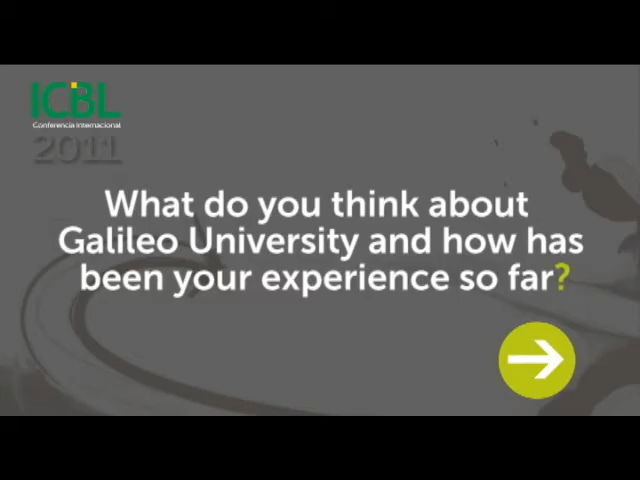 ICBL
Conferencia Internacional
2011
What do you think about
Galileo University and how has
been your experience so far?